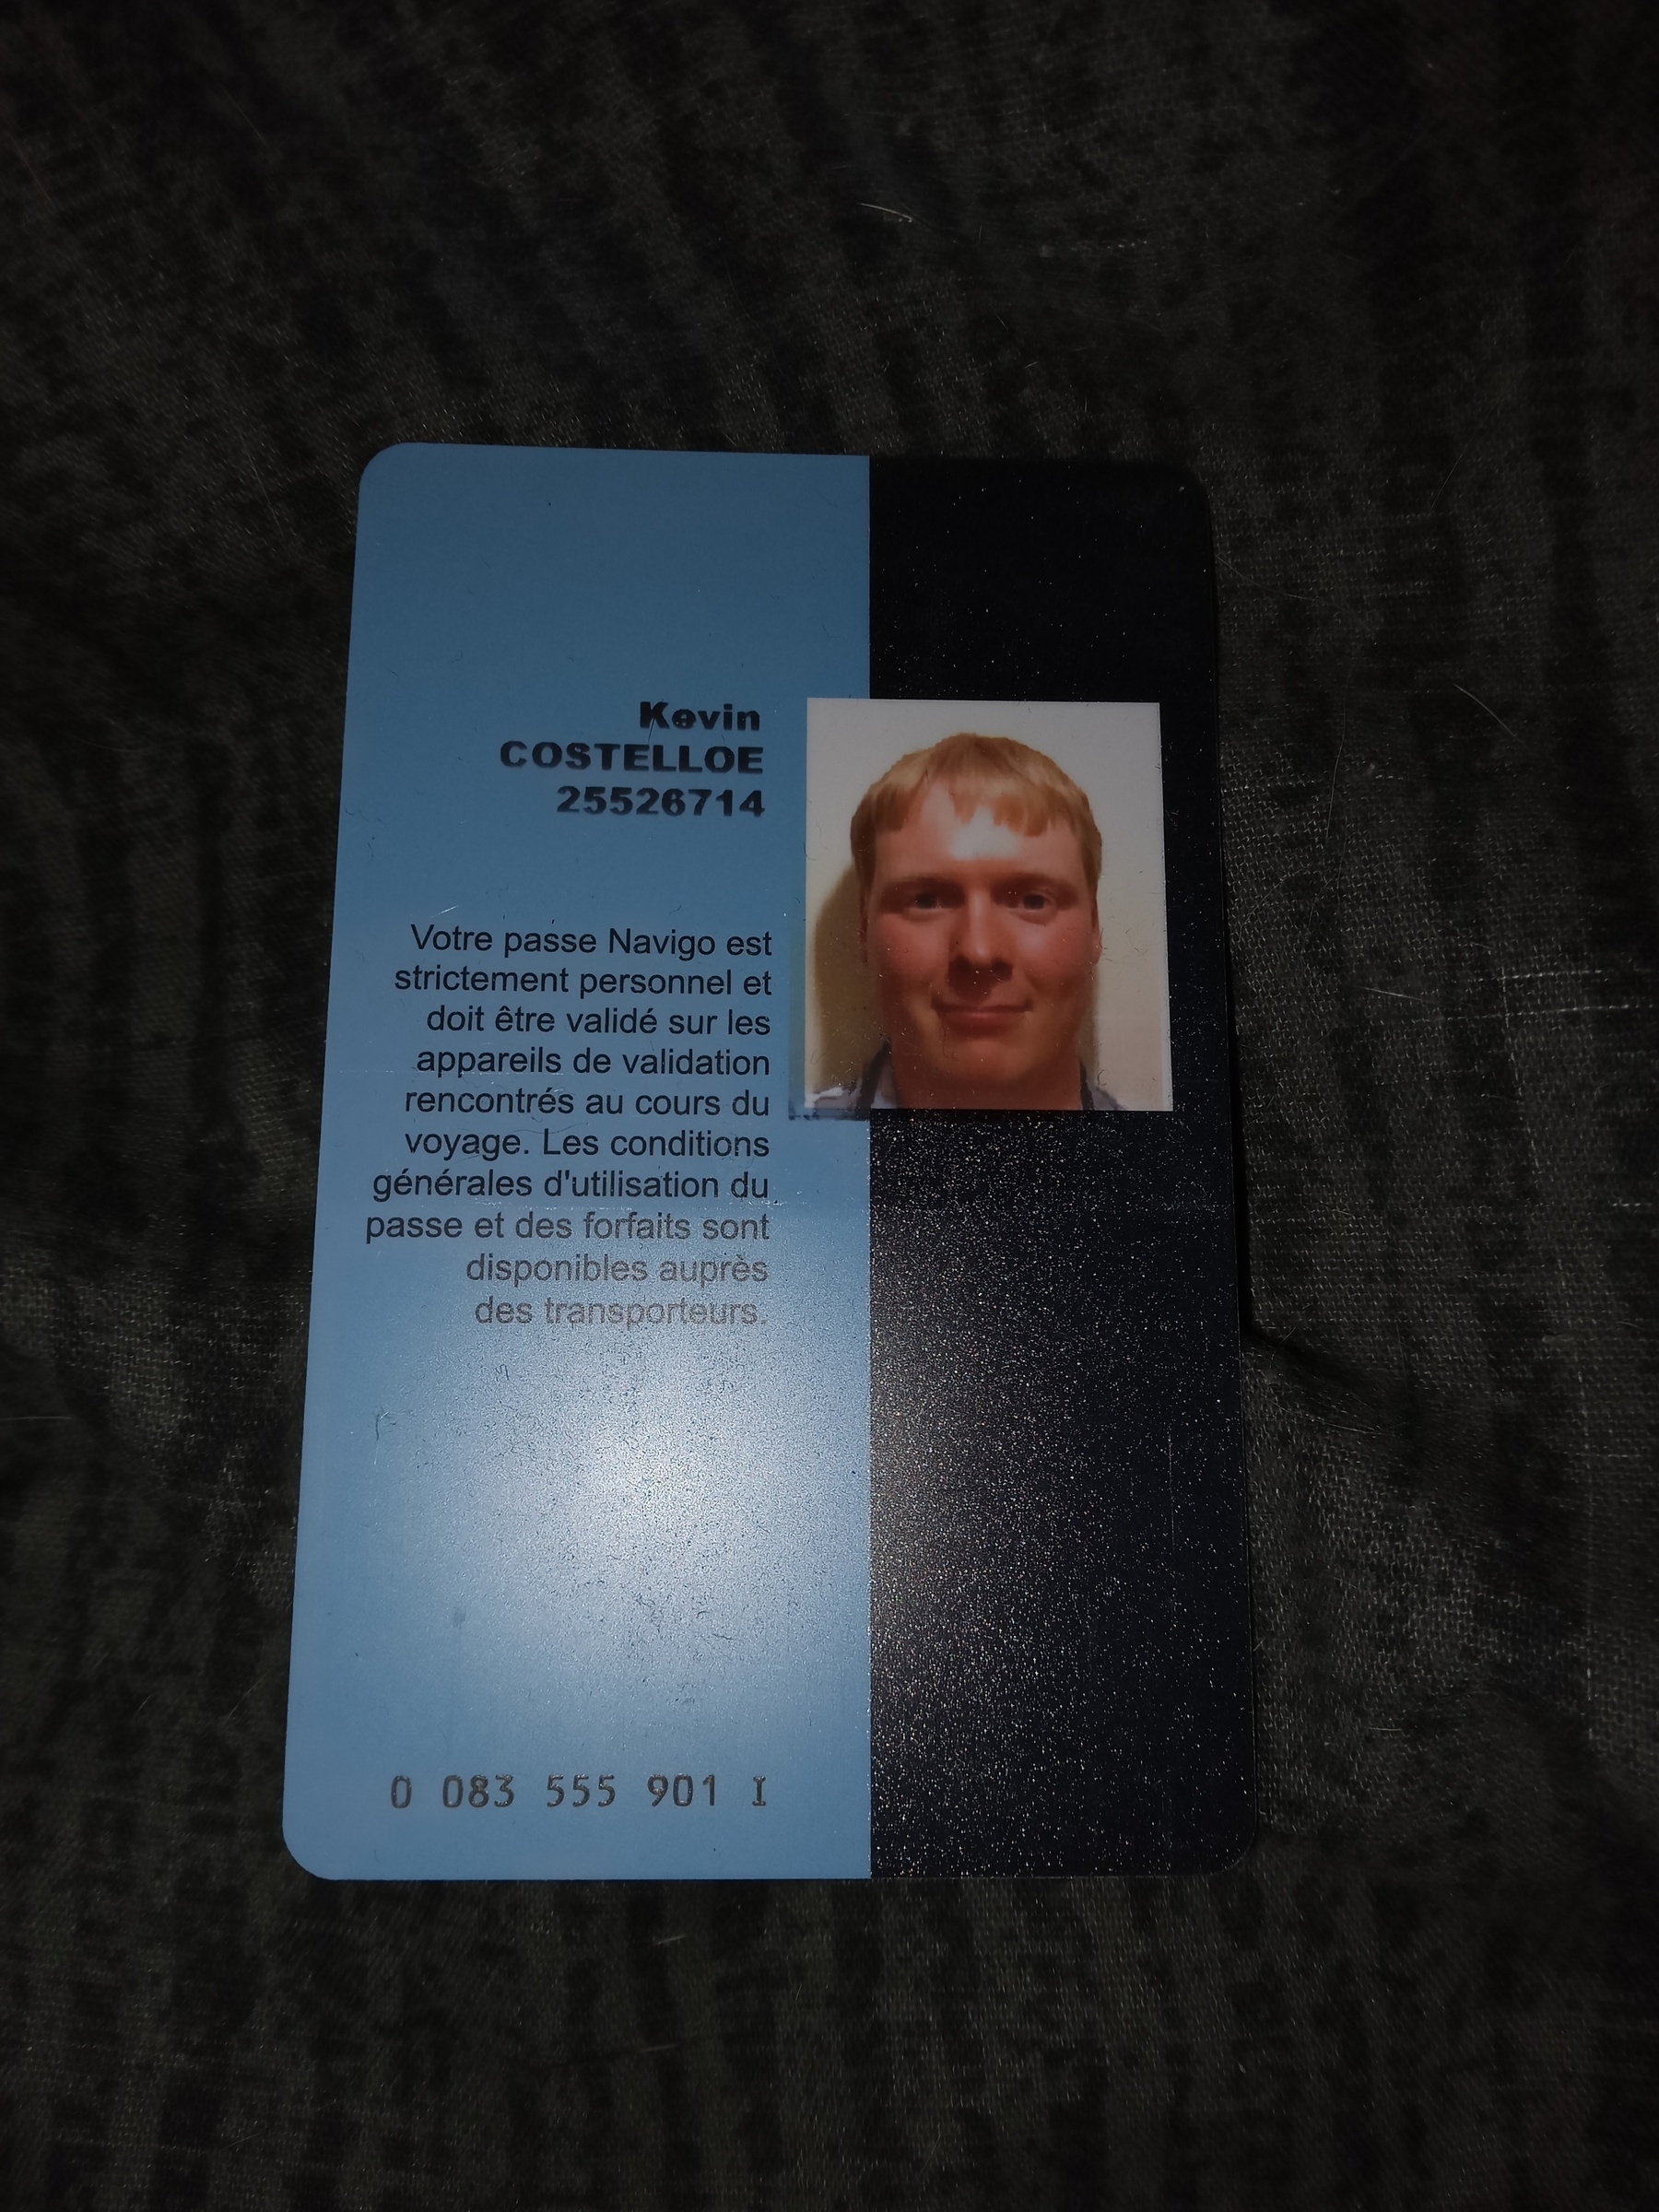 Kevin
COSTELLOE
25526714
Votre passe Navigo est
strictement personnel et
doit être validé sur les
appareils de validation
rencontrés au cours du
voyage. Les conditions
générales d'utilisation du
passe et des forfaits sont
disponibles auprès
des transporteurs.
0 083 555 901 I